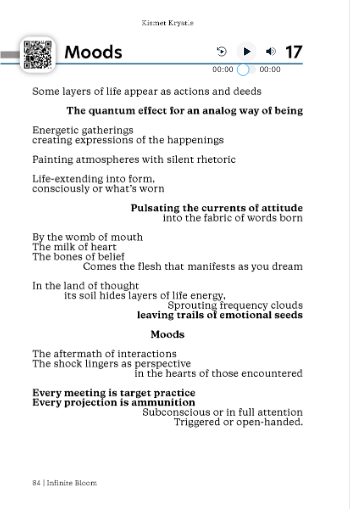 Kismet Krystle
Moods
17
00:00
00:00
Some layers of life appear as actions and deeds
The quantum effect for an analog way of being
Energetic gatherings
creating expressions of the happenings
Painting atmospheres with silent rhetoric
Life-extending into form,
consciously or what's worn
Pulsating the currents of attitude
into the fabric of words born
By the womb of mouth
The milk of heart
The bones of belief
Comes the flesh that manifests as you dream
In the land of thought
its soil hides layers of life energy,
Sprouting frequency clouds
leaving trails of emotional seeds
Moods
The aftermath of interactions
The shock lingers as perspective
in the hearts of those encountered
Every meeting is target practice
Every projection is ammunition
Subconscious or in full attention
Triggered or open-handed.
84 | Infinite Bloom